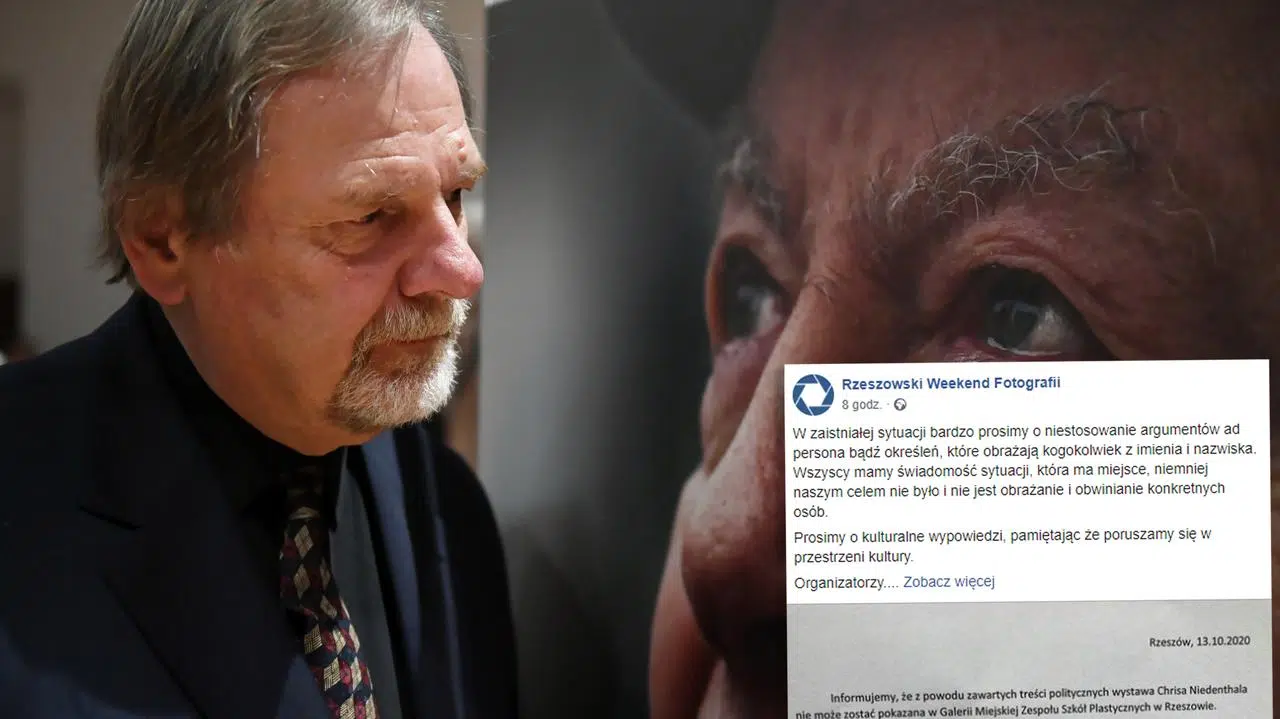 Rzeszowski Weekend Fotografii
8 godz. ·
W zaistniałej sytuacji bardzo prosimy o niestosowanie argumentów ad
persona bądź określeń, które obrażają kogokolwiek z imienia i nazwiska.
Wszyscy mamy świadomość sytuacji, która ma miejsce, niemniej
naszym celem nie było i nie jest obrażanie i obwinianie konkretnych
osób.
Prosimy o kulturalne wypowiedzi, pamiętając że poruszamy się w
przestrzeni kultury.
Organizatorzy.... Zobacz więcej
Rzeszów, 13.10.2020
Informujemy, że z powodu zawartych treści politycznych wystawa Chrisa Niedenthala
nie może zostać pokazana w Galerii Miejskiej Zespołu Szkół Plastycznych w Rzeszowie.